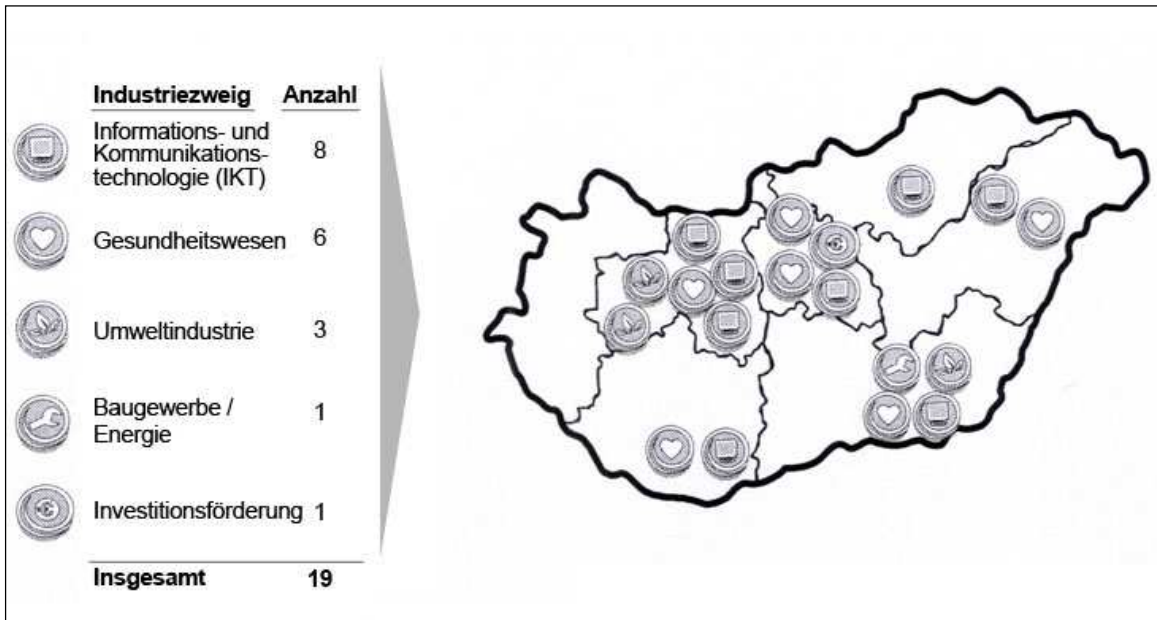 Industriezweig Anzahl
Informations- und
Kommunikations-
technologie (IKT) 8
Gesundheitswesen 6
Umweltindustrie 3
Baugewerbe /
Energie 1
Investitionsförderung 1
Insgesamt 19